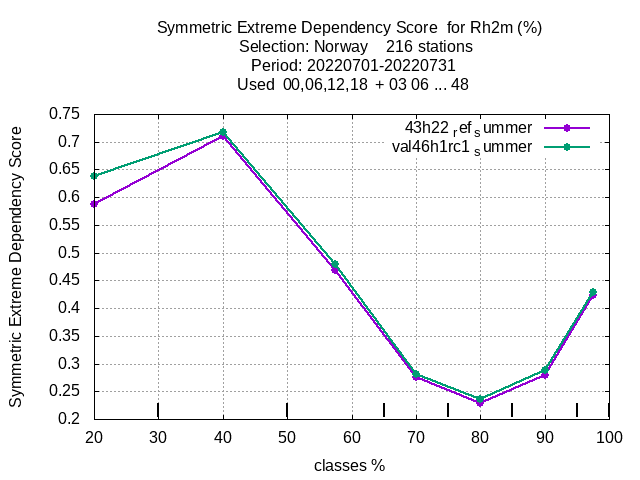 Symmetric Extreme Dependency Score for Rh2m (%)
Selection: Norway 216 stations
Period: 20220701-20220731
Used 00,06,12,18 + 03 06 ... 48
43h22 ref summer
val46h1rc1 summer
Symmetric Extreme Dependency Score
0.75
0.7
0.65
0.6
0.55
0.5
0.45
0.4
0.35
0.3
0.25
0.2
20 30 40 50 60 70 80 90 100
classes %